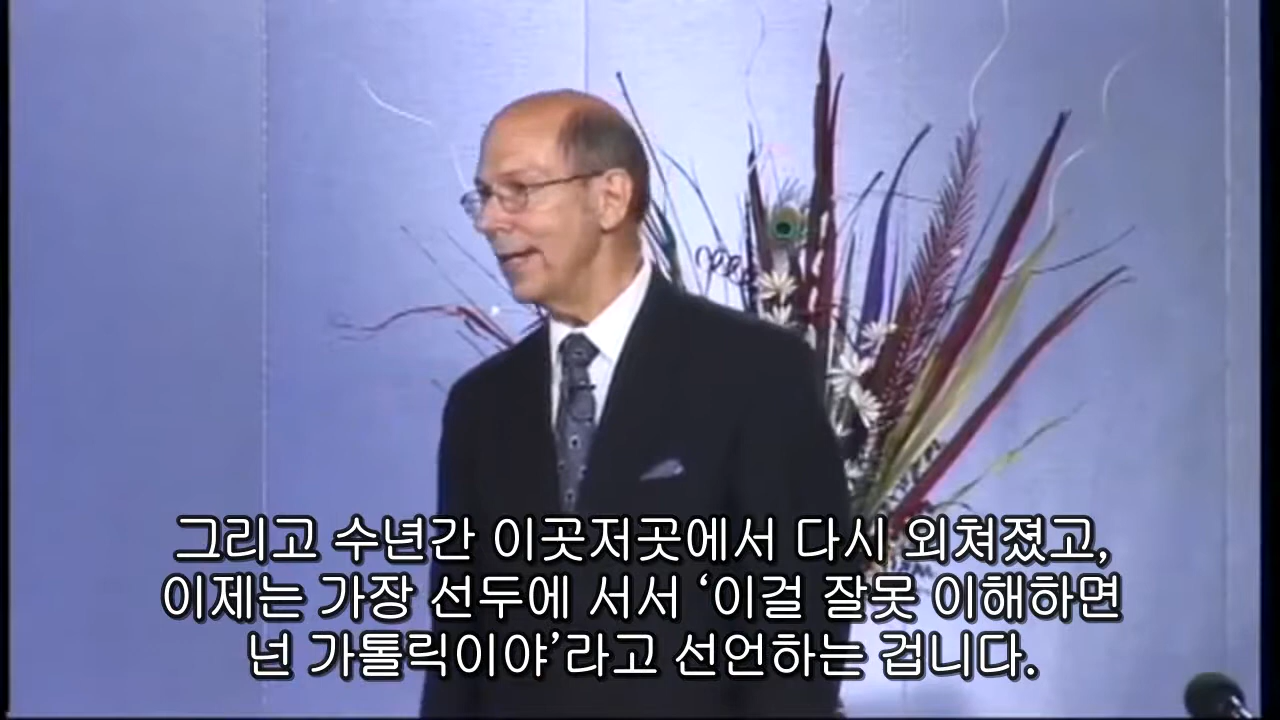 그리고 수년간 이곳저곳에서 다시 외쳐졌고,
이제는 가장 선두에 서서 ‘이걸 잘못 이해하면
넌 가톨릭이야’라고 선언하는 겁니다.